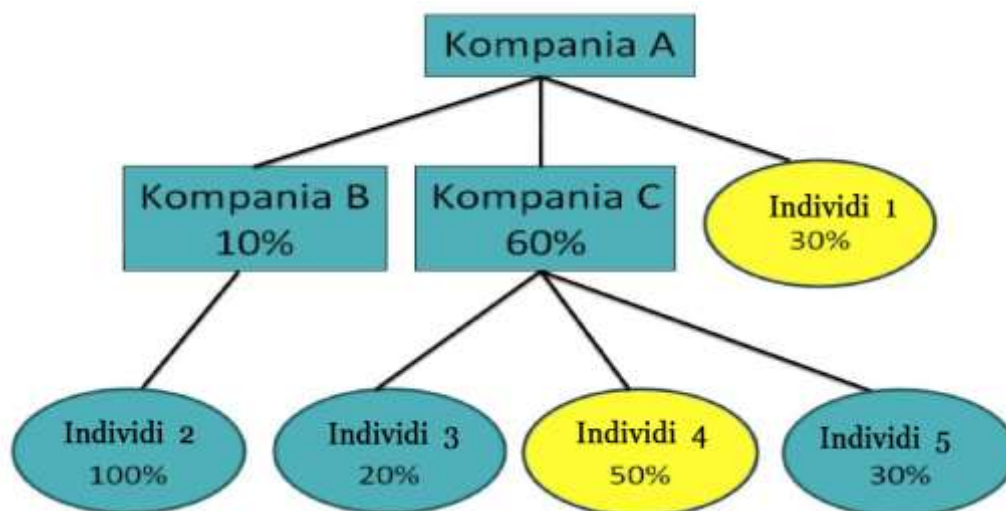 Kompania A
Kompania B
10%
Kompania C
60%
Individi 1
30%
Individi 2
100%
Individi 3
20%
Individi 4
50%
Individi 5
30%